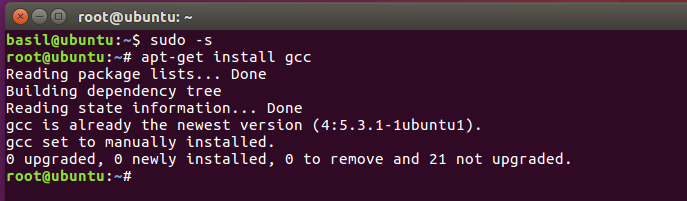 root@ubuntu: ~
basil@ubuntu:~$ sudo -s
root@ubuntu:~# apt-get install gcc
Reading package lists... Done
Building dependency tree
Reading state information... Done
gcc is already the newest version (4:5.3.1-1ubuntu1).
gcc set to manually installed.
0 upgraded, 0 newly installed, 0 to remove and 21 not upgraded.
root@ubuntu:~#